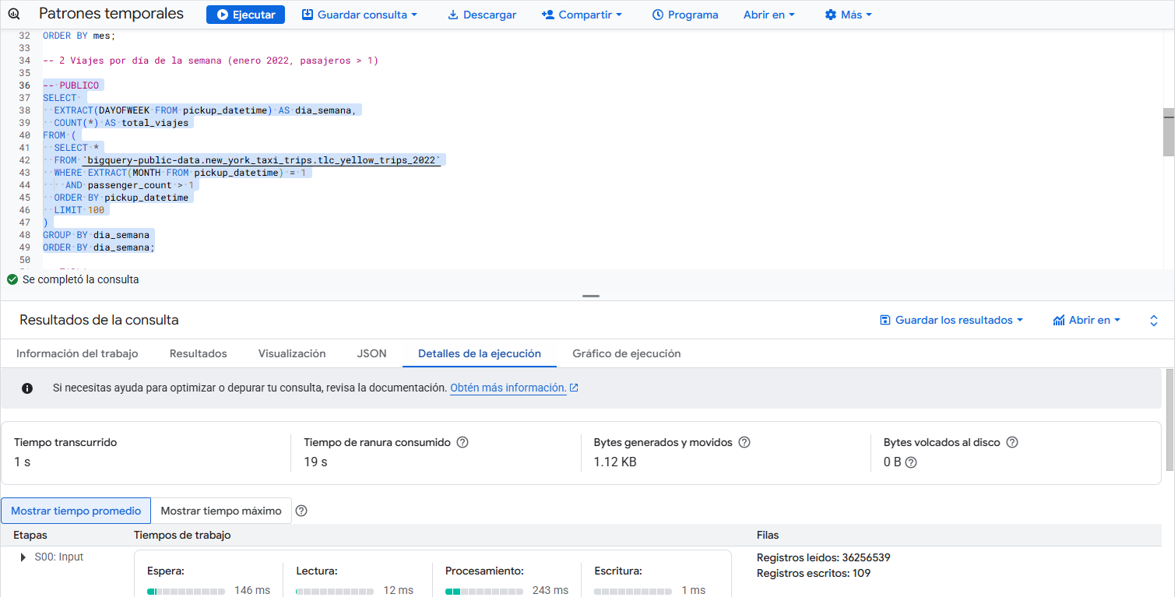 Patrones temporales
Ejecutar
Guardar consulta
Descargar
Compartir
Programa
Abrir en
Más
32 ORDER BY mes;
33
34 -- 2 Viajes por día de la semana (enero 2022, pasajeros > 1)
35
36 -- PUBLICO
37 SELECT
38 EXTRACT(DAYOFWEEK FROM pickup_datetime) AS dia_semana,
39 COUNT(*) AS total_viajes
40 FROM (
41 SELECT *
42 FROM `bigquery-public-data.new_york_taxi_trips.tlc_yellow_trips_2022`
43 WHERE EXTRACT(MONTH FROM pickup_datetime) = 1
44 AND passenger_count > 1
45 ORDER BY pickup_datetime
46 LIMIT 100
47 )
48 GROUP BY dia_semana
49 ORDER BY dia_semana;
50
Se completó la consulta
Resultados de la consulta
Guardar los resultados
Abrir en
Información del trabajo
Resultados
Visualización
JSON
Detalles de la ejecución
Gráfico de ejecución
Si necesitas ayuda para optimizar o depurar tu consulta, revisa la documentación. Obtén más información.
Tiempo transcurrido
1 s
Tiempo de ranura consumido
19 s
Bytes generados y movidos
1.12 KB
Bytes volcados al disco
0 B
Mostrar tiempo promedio
Mostrar tiempo máximo
Etapas
Tiempos de trabajo
Filas
S00: Input
Espera:
146 ms
Lectura:
12 ms
Procesamiento:
243 ms
Escritura:
1 ms
Registros leídos: 36256539
Registros escritos: 109